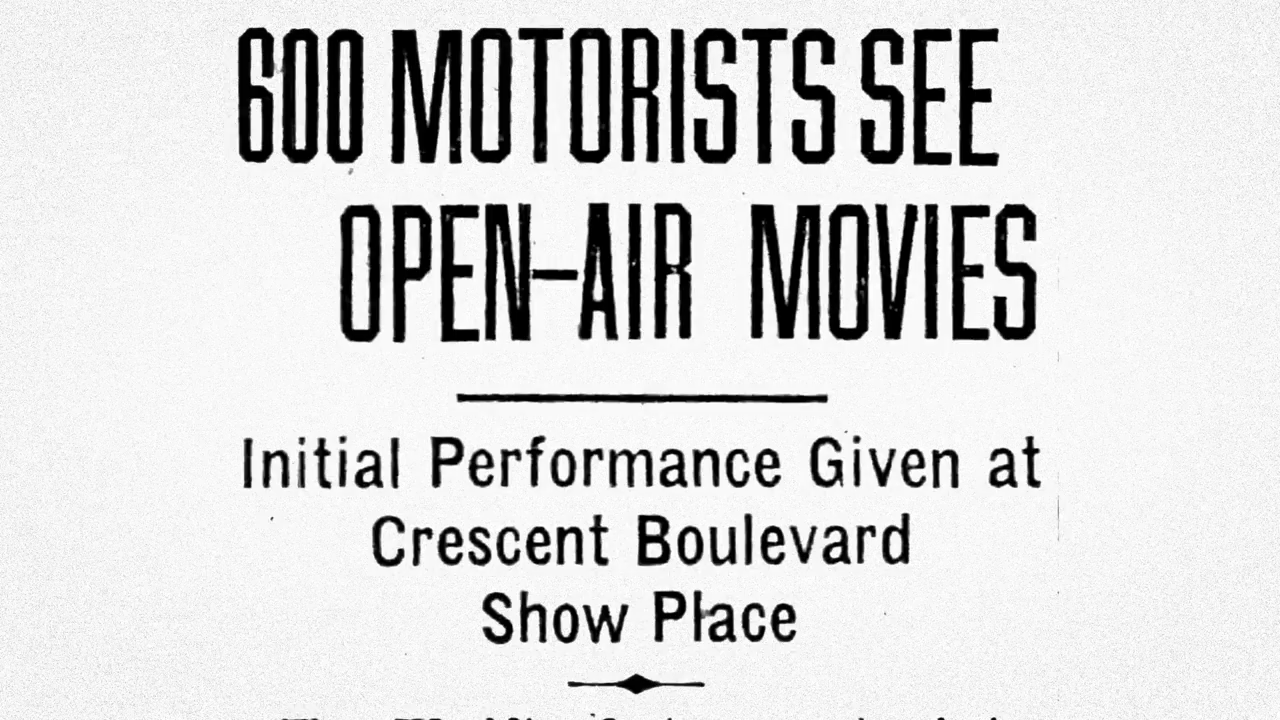 600 MOTORISTS SEE
OPEN-AIR MOVIES
Initial Performance Given at
Crescent Boulevard
Show Place